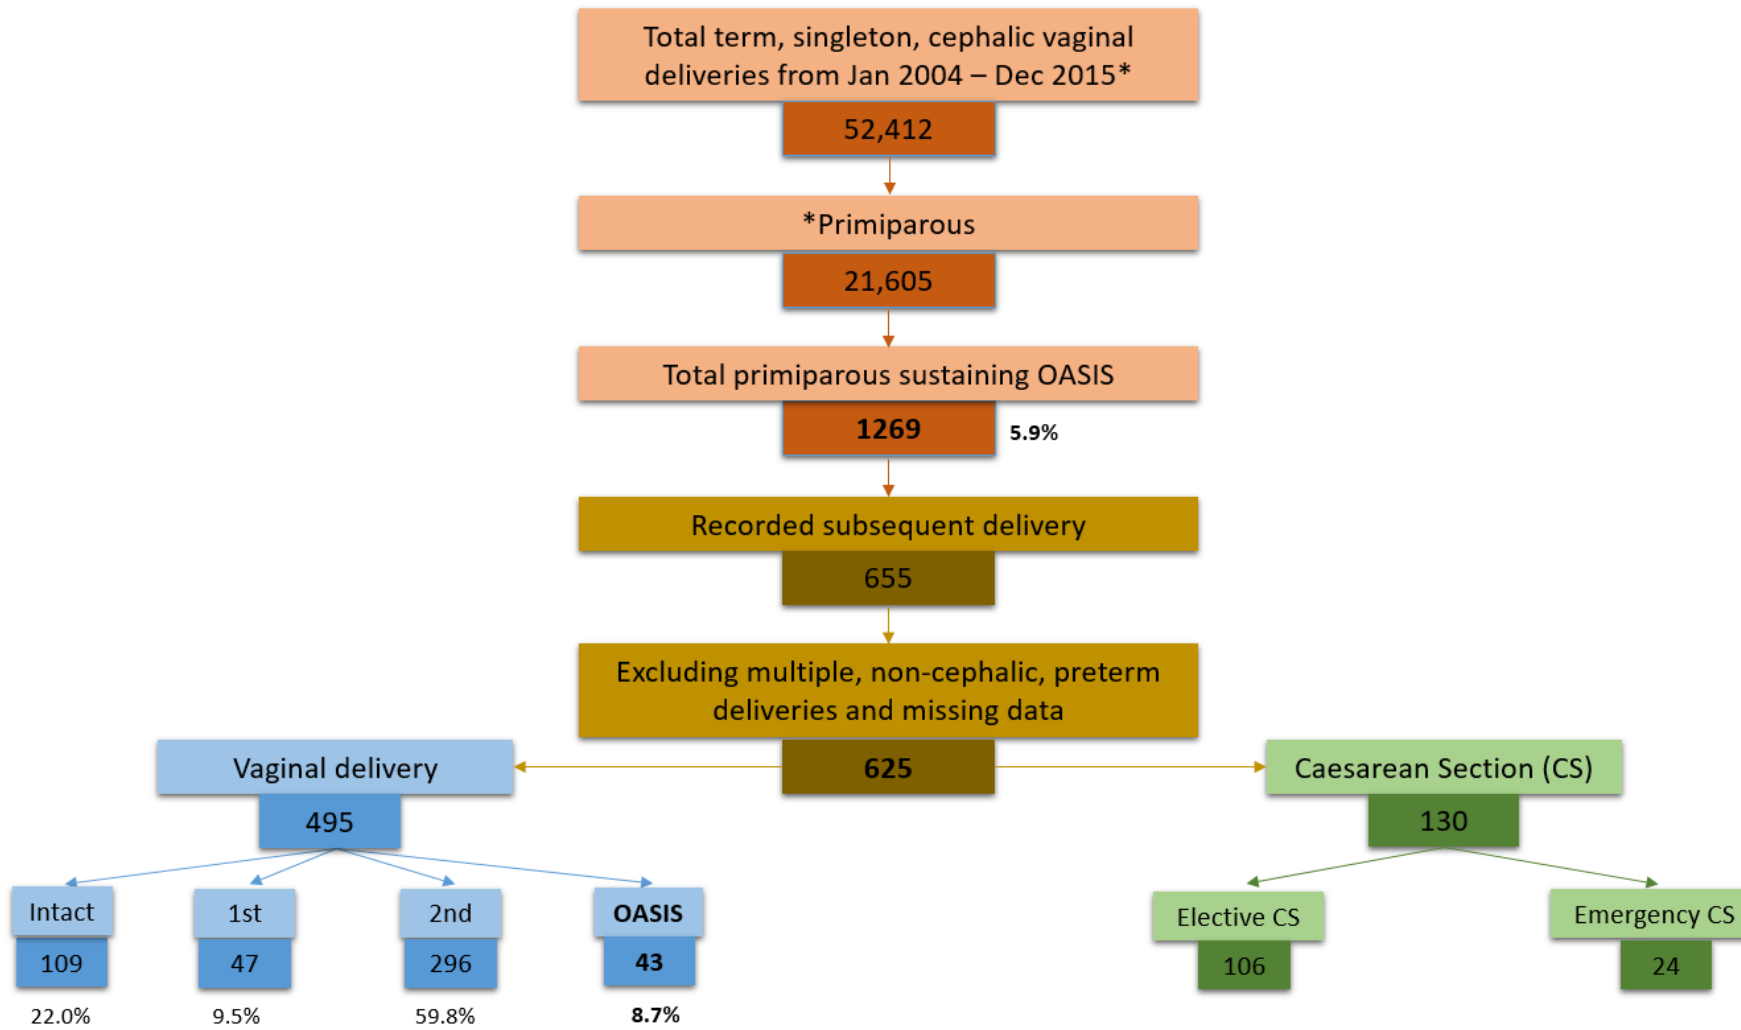 Total term, singleton, cephalic vaginal
deliveries from Jan 2004 – Dec 2015*
52,412
*Primiparous
21,605
Total primiparous sustaining OASIS
1269
5.9%
Recorded subsequent delivery
655
Excluding multiple, non-cephalic, preterm
deliveries and missing data
625
Vaginal delivery
495
Intact
109
22.0%
1st
47
9.5%
2nd
296
59.8%
OASIS
43
8.7%
Caesarean Section (CS)
130
Elective CS
106
Emergency CS
24